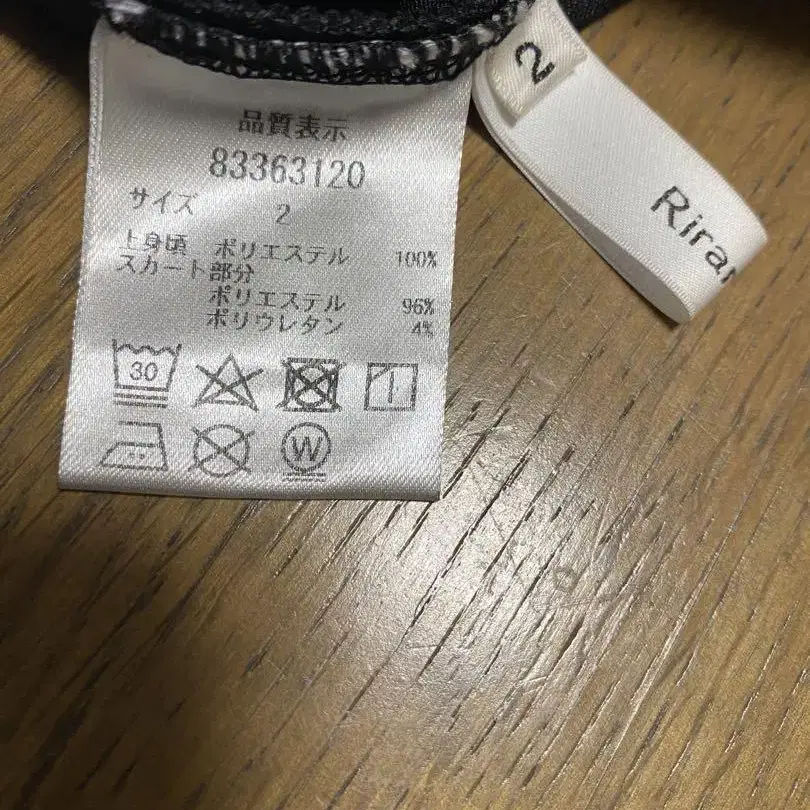 品質表示
83363120
サイズ 2
上身頃 ポリエステル 100%
スカート部分
ポリエステル 96%
ポリウレタン 4%
30
W
2
Riran